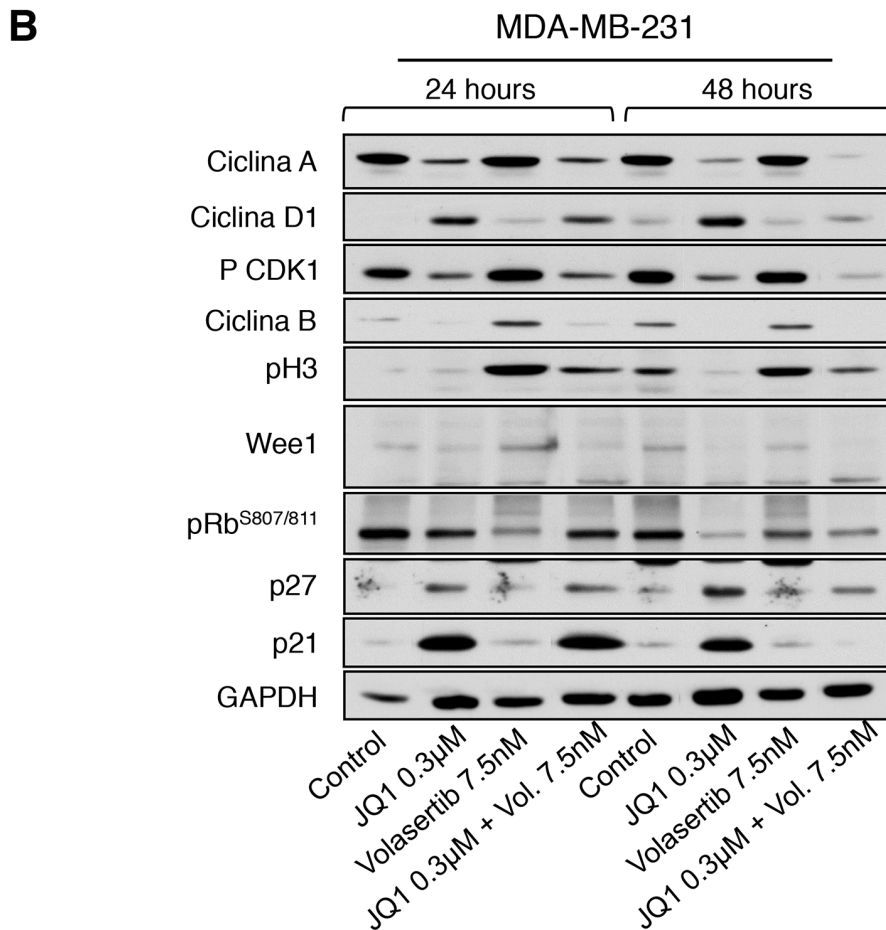 B
MDA-MB-231
24 hours
48 hours
Ciclina A
Ciclina D1
P CDK1
Ciclina B
pH3
Wee1
pRbS807/811
p27
p21
GAPDH
Control
JQ1 0.3µM
Volasertib 7.5nM
JQ1 0.3µM + Vol. 7.5nM
Control
JQ1 0.3µM
Volasertib 7.5nM
JQ1 0.3µM + Vol. 7.5nM